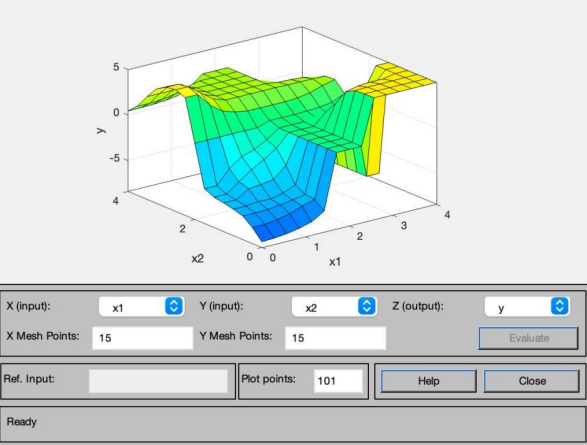 5
0
y
-5
4
4
3
2
2
x2
1
x1
0 0
X (input): x1 Y (input): x2 Z (output): y
X Mesh Points: 15 Y Mesh Points: 15 Evaluate
Ref. Input: Plot points: 101 Help Close
Ready